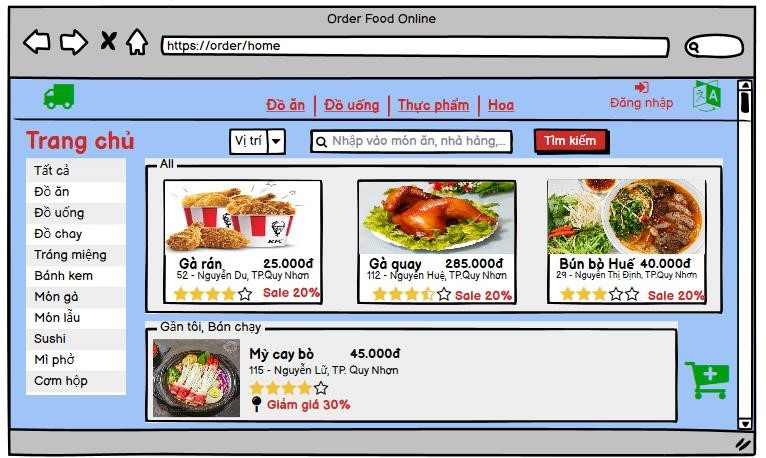 Order Food Online
https://order/home
Đồ ăn Đồ uống Thực phẩm Hoa
Đăng nhập
文 A
Trang chủ
Vị trí
Nhập vào món ăn, nhà hàng,...
Tìm kiếm
Tất cả
Đồ ăn
Đồ uống
Đồ chay
Tráng miệng
Bánh kem
Món gà
Món lẩu
Sushi
Mì phở
Cơm hộp
All
KFC
Gà rán 25.000đ
52 - Nguyễn Du, TP.Quy Nhơn
Sale 20%
Gà quay 285.000đ
112 - Nguyễn Huệ, TP.Quy Nhơn
Sale 20%
Bún bò Huế 40.000đ
29 - Nguyễn Thị Định, TP.Quy Nhơn
Sale 20%
Gần tôi, Bán chạy
Mỳ cay bò 45.000đ
115 - Nguyễn Lữ, TP. Quy Nhơn
Giảm giá 30%